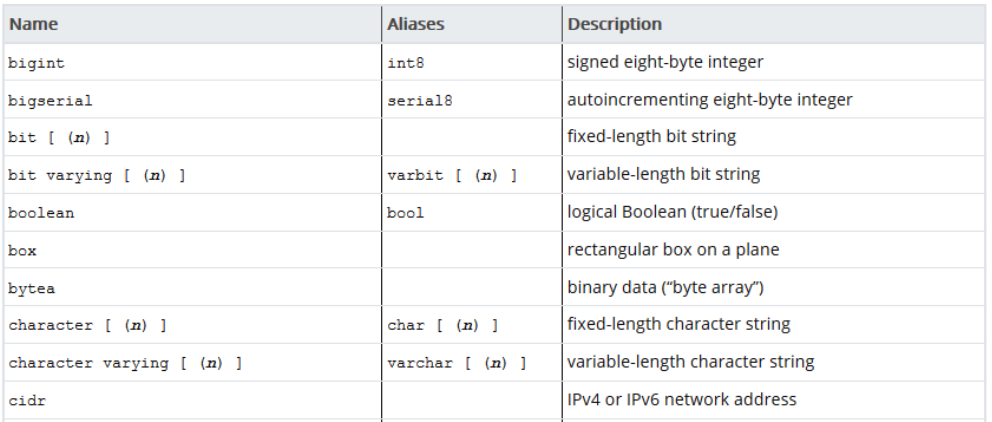 Name Aliases Description
bigint int8 signed eight-byte integer
bigserial serial8 autoincrementing eight-byte integer
bit [ (n) ] fixed-length bit string
bit varying [ (n) ] varbit [ (n) ] variable-length bit string
boolean bool logical Boolean (true/false)
box rectangular box on a plane
bytea binary data (“byte array”)
character [ (n) ] char [ (n) ] fixed-length character string
character varying [ (n) ] varchar [ (n) ] variable-length character string
cidr IPv4 or IPv6 network address